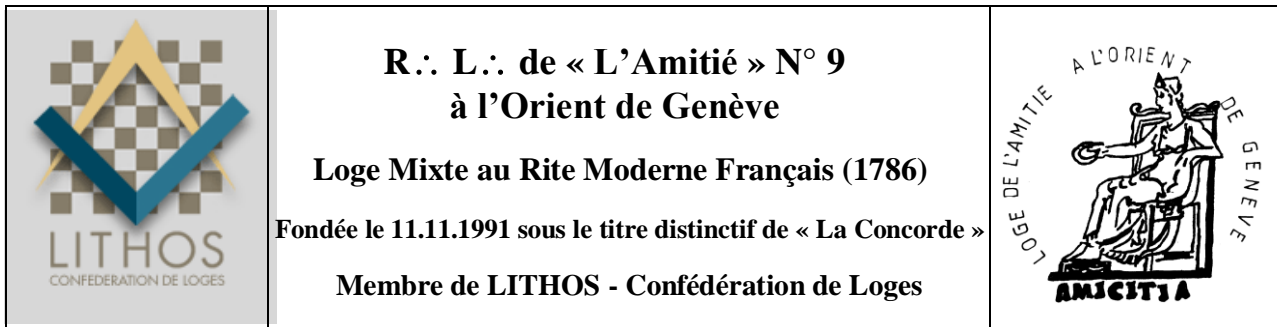 LITHOS
CONFEDERATION DE LOGES
R∴ L∴ de « L’Amitié » N° 9
à l’Orient de Genève
Loge Mixte au Rite Moderne Français (1786)
Fondée le 11.11.1991 sous le titre distinctif de « La Concorde »
Membre de LITHOS - Confédération de Loges
LOGE DE L'AMITIE A L'ORIENT DE GENEVE
AMICITIA